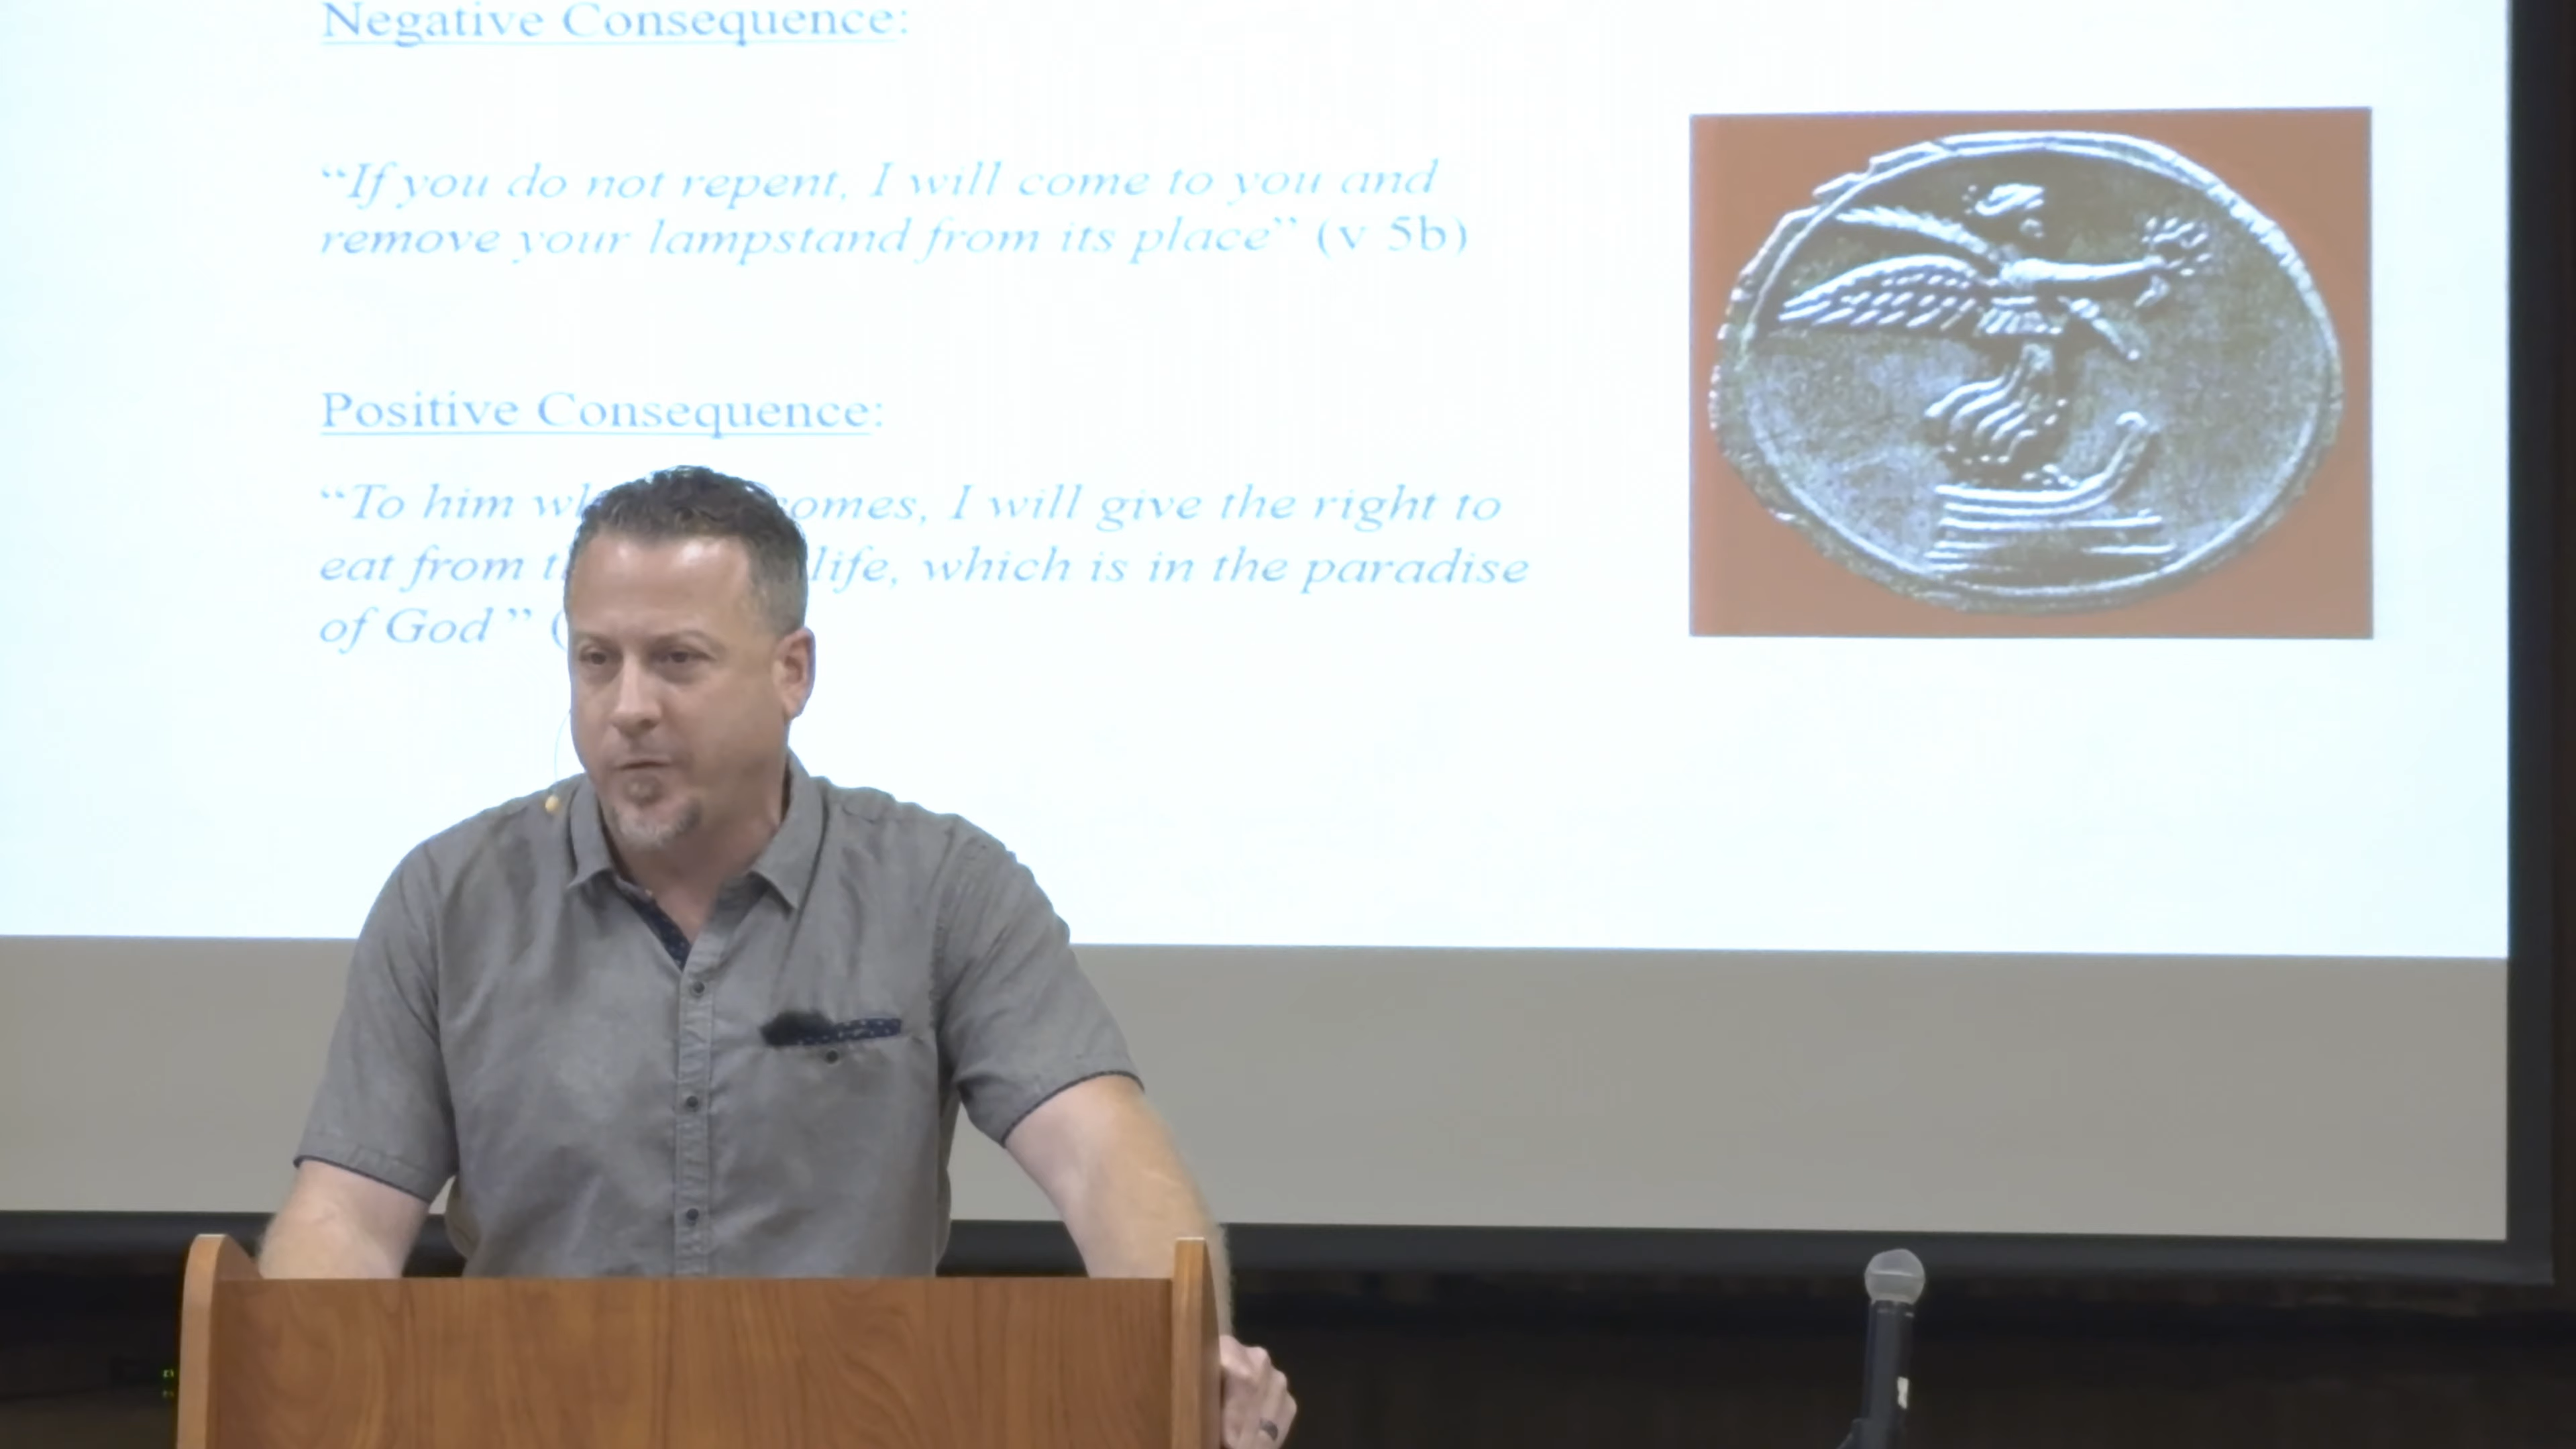 Negative Consequence:
“If you do not repent, I will come to you and
remove your lampstand from its place” (v 5b)
Positive Consequence:
“To him comes, I will give the right to
eat from life, which is in the paradise
of God” (